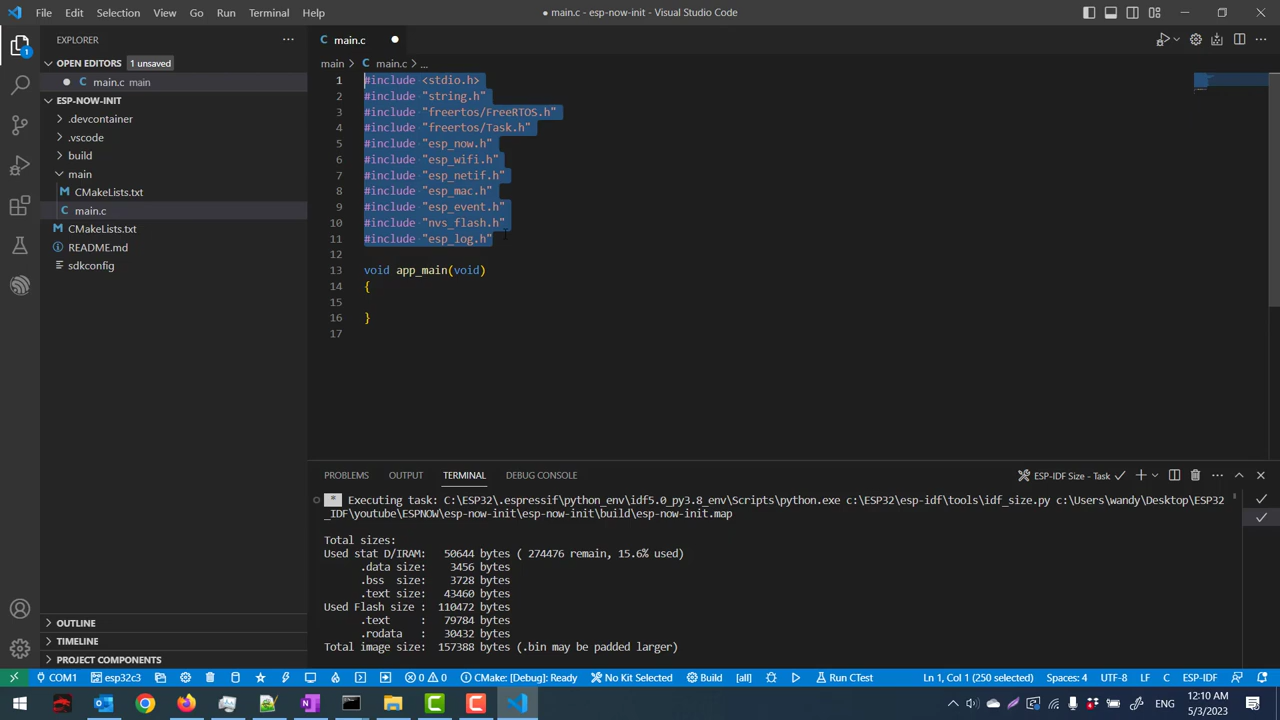 File Edit Selection View Go Run Terminal Help
● main.c - esp-now-init - Visual Studio Code
EXPLORER
OPEN EDITORS 1 unsaved
main.c main
ESP-NOW-INIT
.devcontainer
.vscode
build
main
CMakeLists.txt
main.c
CMakeLists.txt
README.md
sdkconfig
OUTLINE
TIMELINE
PROJECT COMPONENTS
main.c
main > main.c > ...
1 #include <stdio.h>
2 #include "string.h"
3 #include "freertos/FreeRTOS.h"
4 #include "freertos/Task.h"
5 #include "esp_now.h"
6 #include "esp_wifi.h"
7 #include "esp_netif.h"
8 #include "esp_mac.h"
9 #include "esp_event.h"
10 #include "nvs_flash.h"
11 #include "esp_log.h"
12
13 void app_main(void)
14 {
15
16 }
17
PROBLEMS OUTPUT TERMINAL DEBUG CONSOLE
ESP-IDF Size - Task
* Executing task: C:\ESP32\.espressif\python_env\idf5.0_py3.8_env\Scripts\python.exe c:\ESP32\esp-idf\tools\idf_size.py c:\Users\wandy\Desktop\ESP32
_IDF\youtube\ESPNOW\esp-now-init\esp-now-init\build\esp-now-init.map
Total sizes:
Used stat D/IRAM: 50644 bytes ( 274476 remain, 15.6% used)
.data size: 3456 bytes
.bss size: 3728 bytes
.text size: 43460 bytes
Used Flash size : 110472 bytes
.text : 79784 bytes
.rodata : 30432 bytes
Total image size: 157388 bytes (.bin may be padded larger)
COM1 esp32c3 0 0 CMake: [Debug]: Ready No Kit Selected Build [all] Run CTest Ln 1, Col 1 (250 selected) Spaces: 4 UTF-8 LF C ESP-IDF
ENG 12:10 AM
5/3/2023